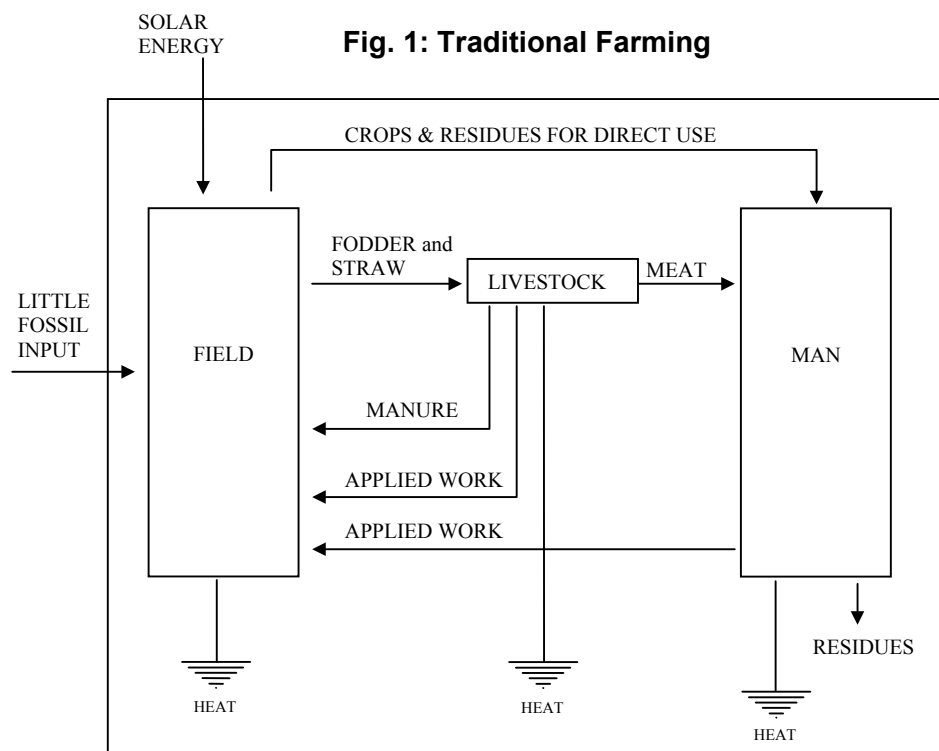 SOLAR
ENERGY
Fig. 1: Traditional Farming
CROPS & RESIDUES FOR DIRECT USE
FODDER and
STRAW
LIVESTOCK
MEAT
LITTLE
FOSSIL
INPUT
FIELD
MAN
MANURE
APPLIED WORK
APPLIED WORK
RESIDUES
HEAT
HEAT
HEAT